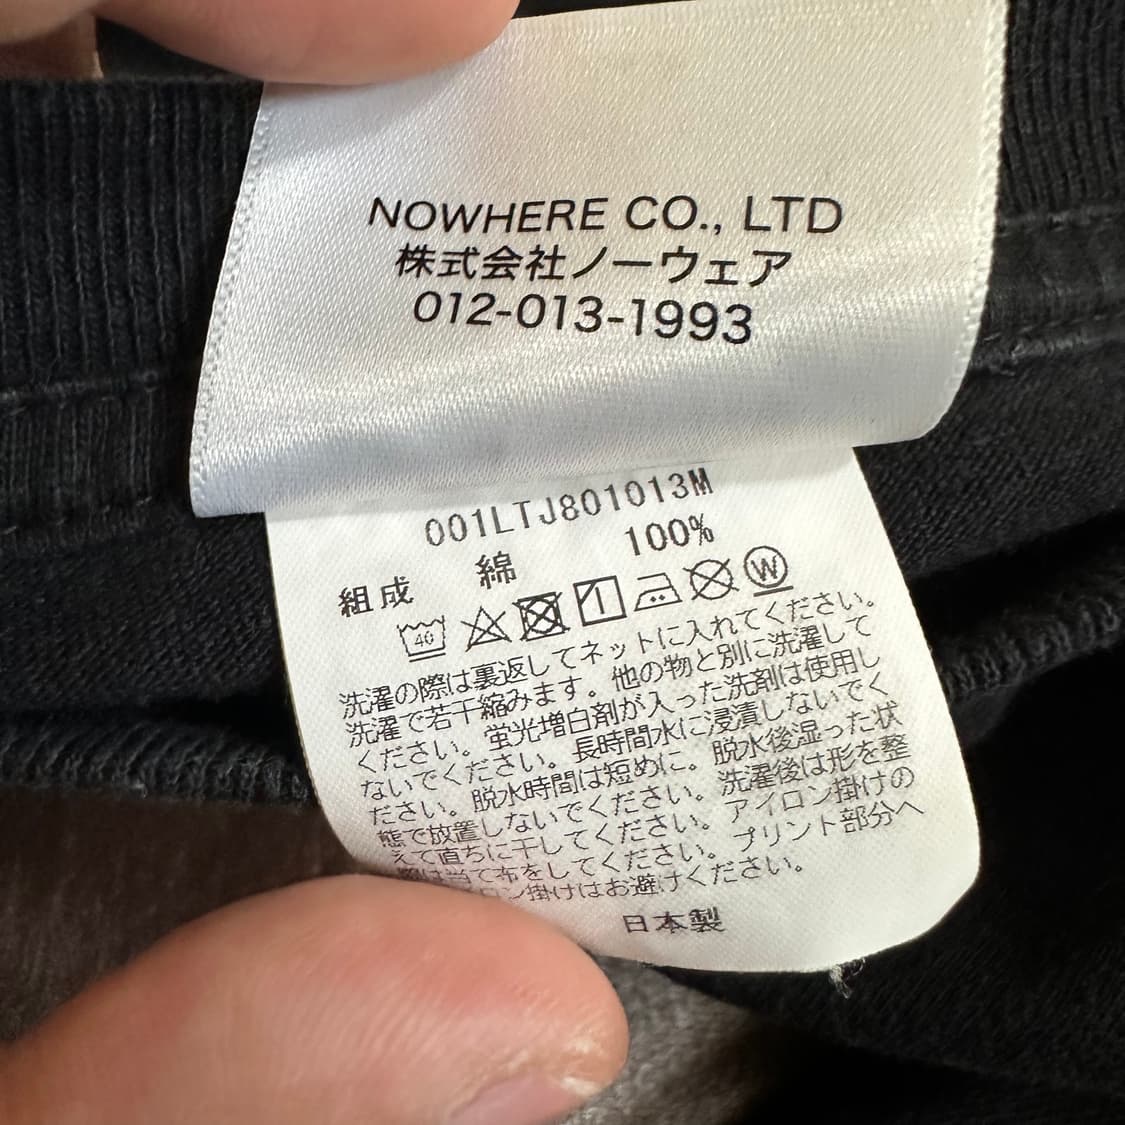 NOWHERE CO., LTD
株式会社ノーウェア
012-013-1993
001LTJ801013M
組成 綿 100%
40 W
洗濯の際は裏返してネットに入れてください。
洗濯で若干縮みます。他の物と別に洗濯して
ください。蛍光増白剤が入った洗剤は使用し
ないでください。長時間水に浸漬しないでく
ださい。脱水時間は短めに。脱水後湿った状
態で放置しないでください。洗濯後は形を整
えて直ちに干してください。アイロン掛けの
は当て布をしてください。プリント部分へ
ロン掛けはお避けください。
日本製